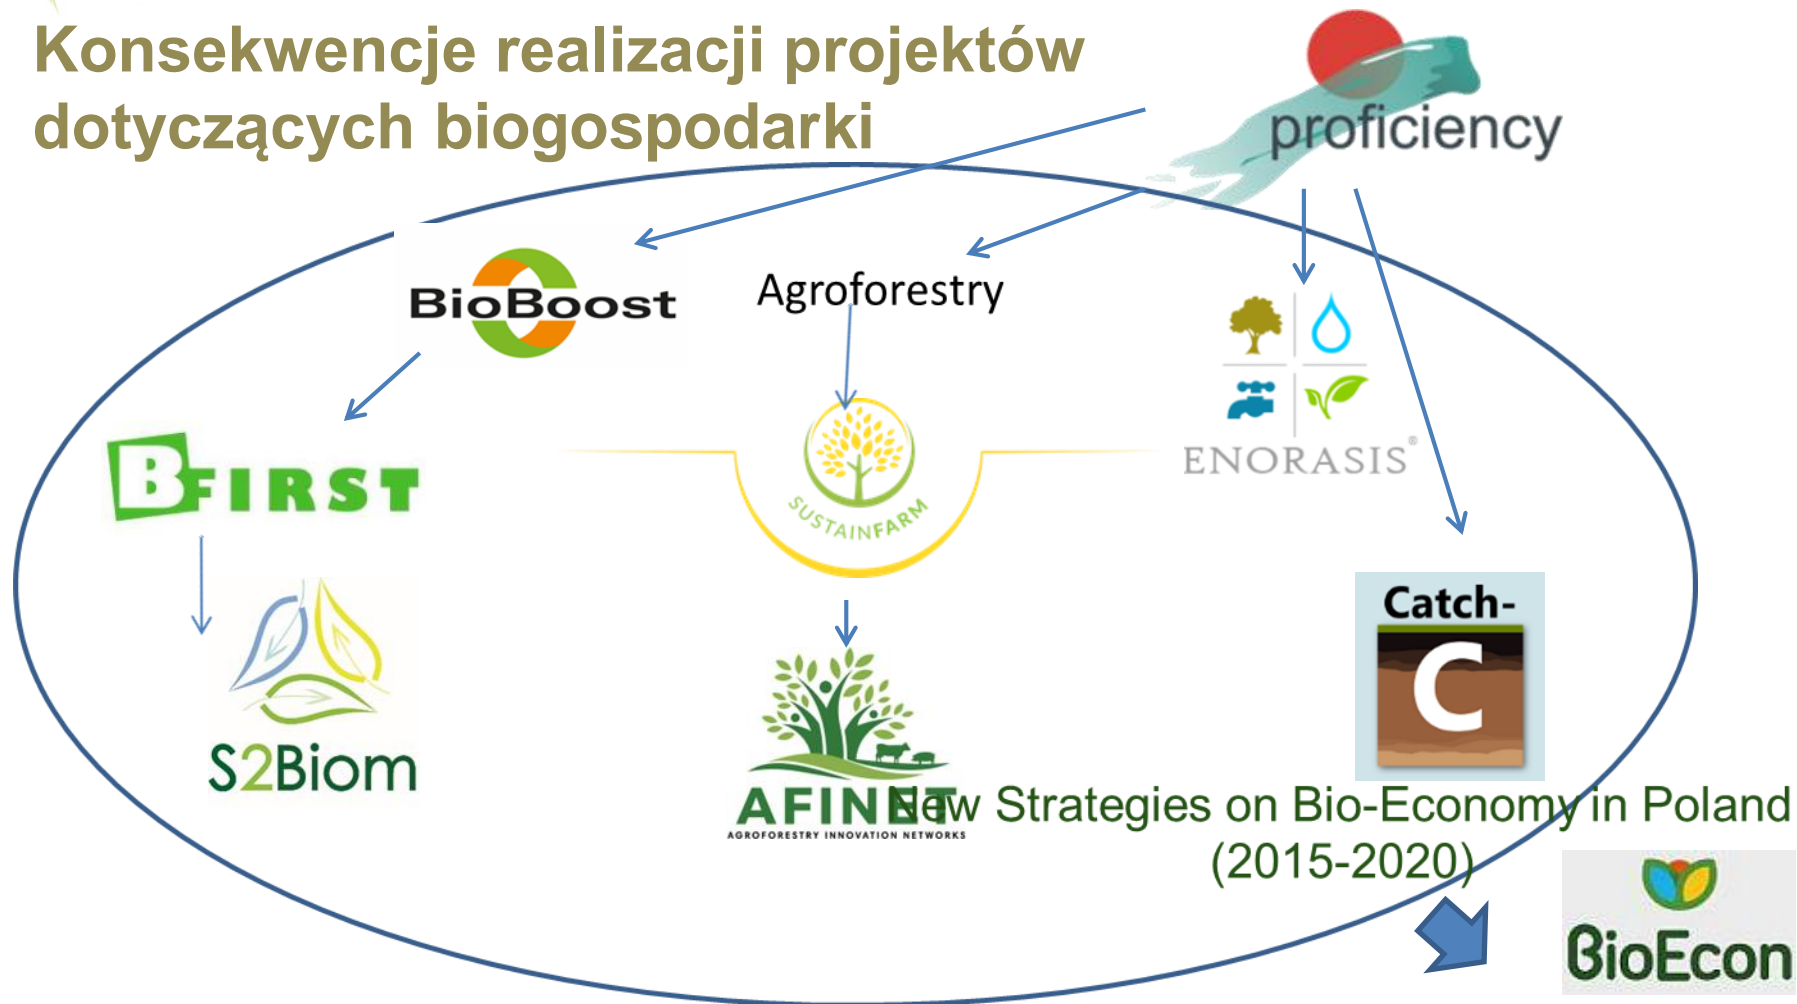 Konsekwencje realizacji projektów
dotyczących biogospodarki
proficiency
BioBoost
Agroforestry
ENORASIS®
BFIRST
SUSTAINFARM
Catch-
C
S2Biom
AFINET
AGROFORESTRY INNOVATION NETWORKS
New Strategies on Bio-Economy in Poland
(2015-2020)
BioEcon